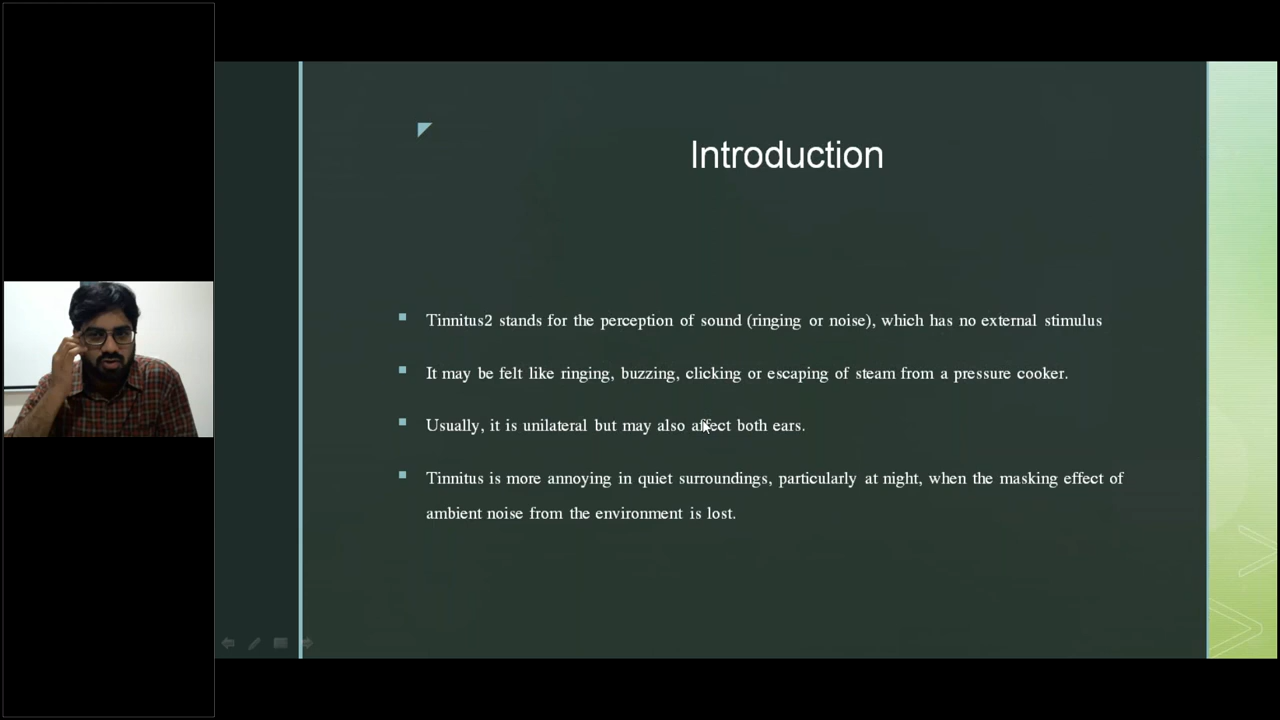 Introduction
Tinnitus2 stands for the perception of sound (ringing or noise), which has no external stimulus
It may be felt like ringing, buzzing, clicking or escaping of steam from a pressure cooker.
Usually, it is unilateral but may also affect both ears.
Tinnitus is more annoying in quiet surroundings, particularly at night, when the masking effect of
ambient noise from the environment is lost.